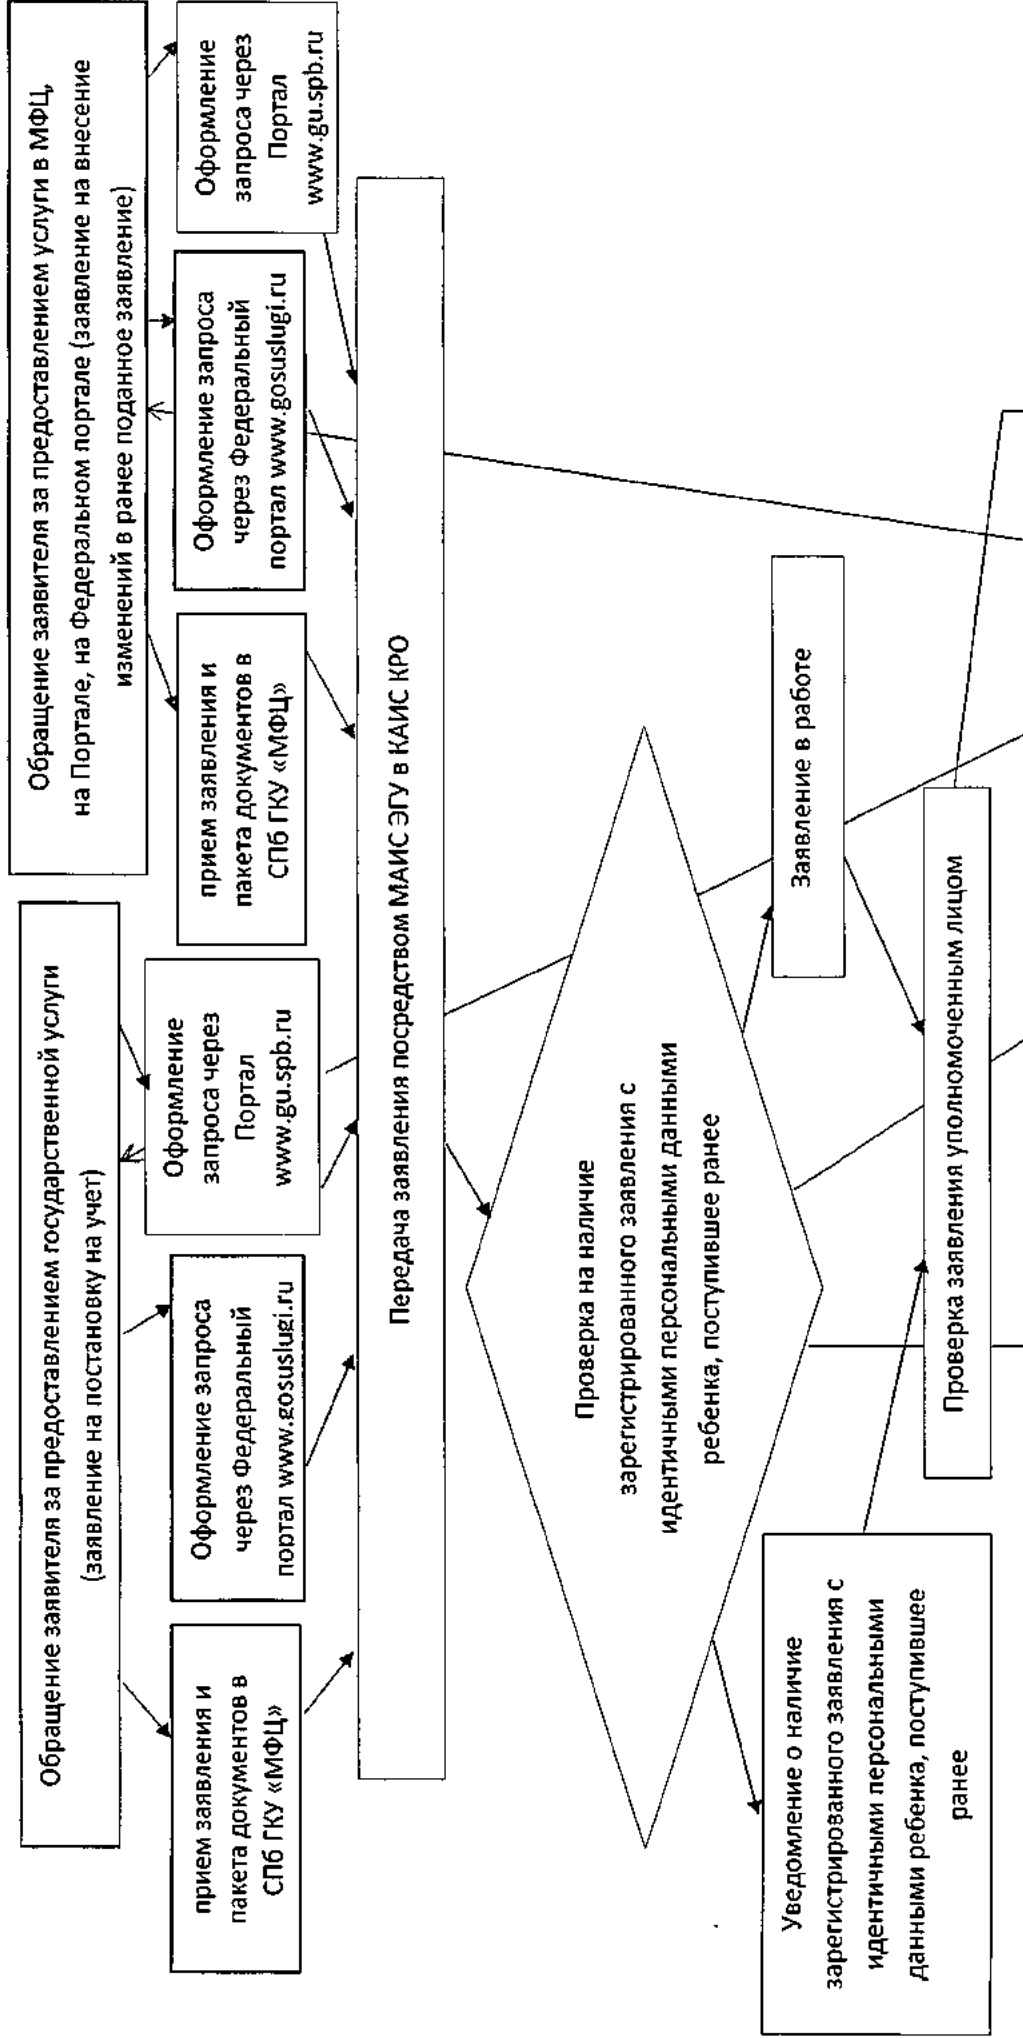 Обращение заявителя за предоставлением государственной услуги
(заявление на постановку на учет)
Обращение заявителя за предоставлением услуги в МФЦ,
на Портале, на Федеральном портале (заявление на внесение
изменений в ранее поданное заявление)
прием заявления и
пакета документов в
СПб ГКУ «МФЦ»
Оформление запроса
через Федеральный
портал www.gosuslugi.ru
Оформление
запроса через
Портал
www.gu.spb.ru
прием заявления и
пакета документов в
СПб ГКУ «МФЦ»
Оформление запроса
через Федеральный
портал www.gosuslugi.ru
Оформление
запроса через
Портал
www.gu.spb.ru
Передача заявления посредством МАИС ЭГУ в КАИС КРО
Проверка на наличие
зарегистрированного заявления с
идентичными персональными данными
ребенка, поступившее ранее
Уведомление о наличие
зарегистрированного заявления с
идентичными персональными
данными ребенка, поступившее
ранее
Заявление в работе
Проверка заявления уполномоченным лицом